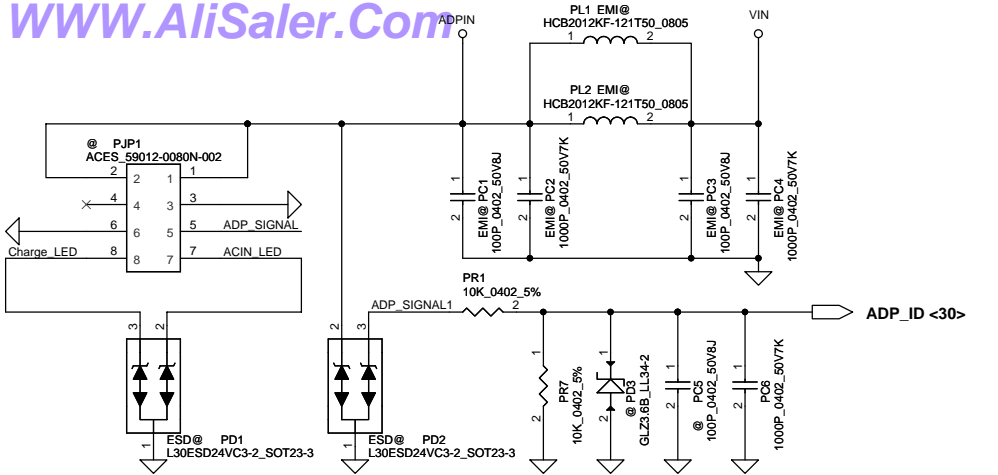 WWW.AliSaler.Com
ADPIN
PL1 EMI@
HCB2012KF-121T50_0805
1 2
VIN
PL2 EMI@
HCB2012KF-121T50_0805
1 2
@ PJP1
ACES_59012-0080N-002
2 2 1 1
4 4 3 3
6 6 5 5 ADP_SIGNAL
Charge_LED 8 8 7 7 ACIN_LED
1
2
EMI@ PC1
100P_0402_50V8J
1
2
EMI@ PC2
1000P_0402_50V7K
1
2
EMI@ PC3
100P_0402_50V8J
1
2
EMI@ PC4
1000P_0402_50V7K
3 2
1
ESD@ PD1
L30ESD24VC3-2_SOT23-3
2 3
1
ESD@ PD2
L30ESD24VC3-2_SOT23-3
ADP_SIGNAL1
PR1
10K_0402_5%
2
ADP_ID <30>
1
2
PR7
10K_0402_5%
1
2
@ PD3
GLZ3.6B_LL34-2
1
2
@ PC5
100P_0402_50V8J
1
2
PC6
1000P_0402_50V7K